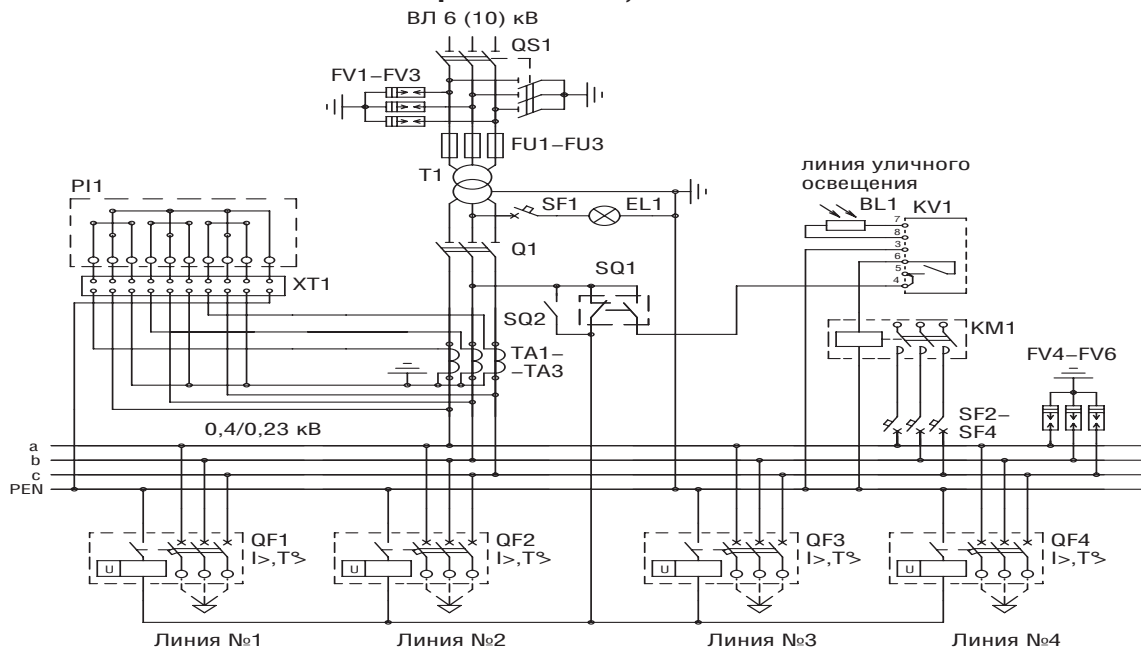 ВЛ 6 (10) кВ
QS1
FV1–FV3
FU1–FU3
T1
PI1
SF1
EL1
линия уличного
освещения
BL1
KV1
7
8
3
6
5
4
Q1
SQ1
XT1
SQ2
KM1
TA1–
–TA3
FV4–FV6
SF2–
SF4
0,4/0,23 кВ
a
b
c
PEN
QF1
I>,T°>
U
QF2
I>,T°>
U
QF3
I>,T°>
U
QF4
I>,T°>
U
Линия №1
Линия №2
Линия №3
Линия №4